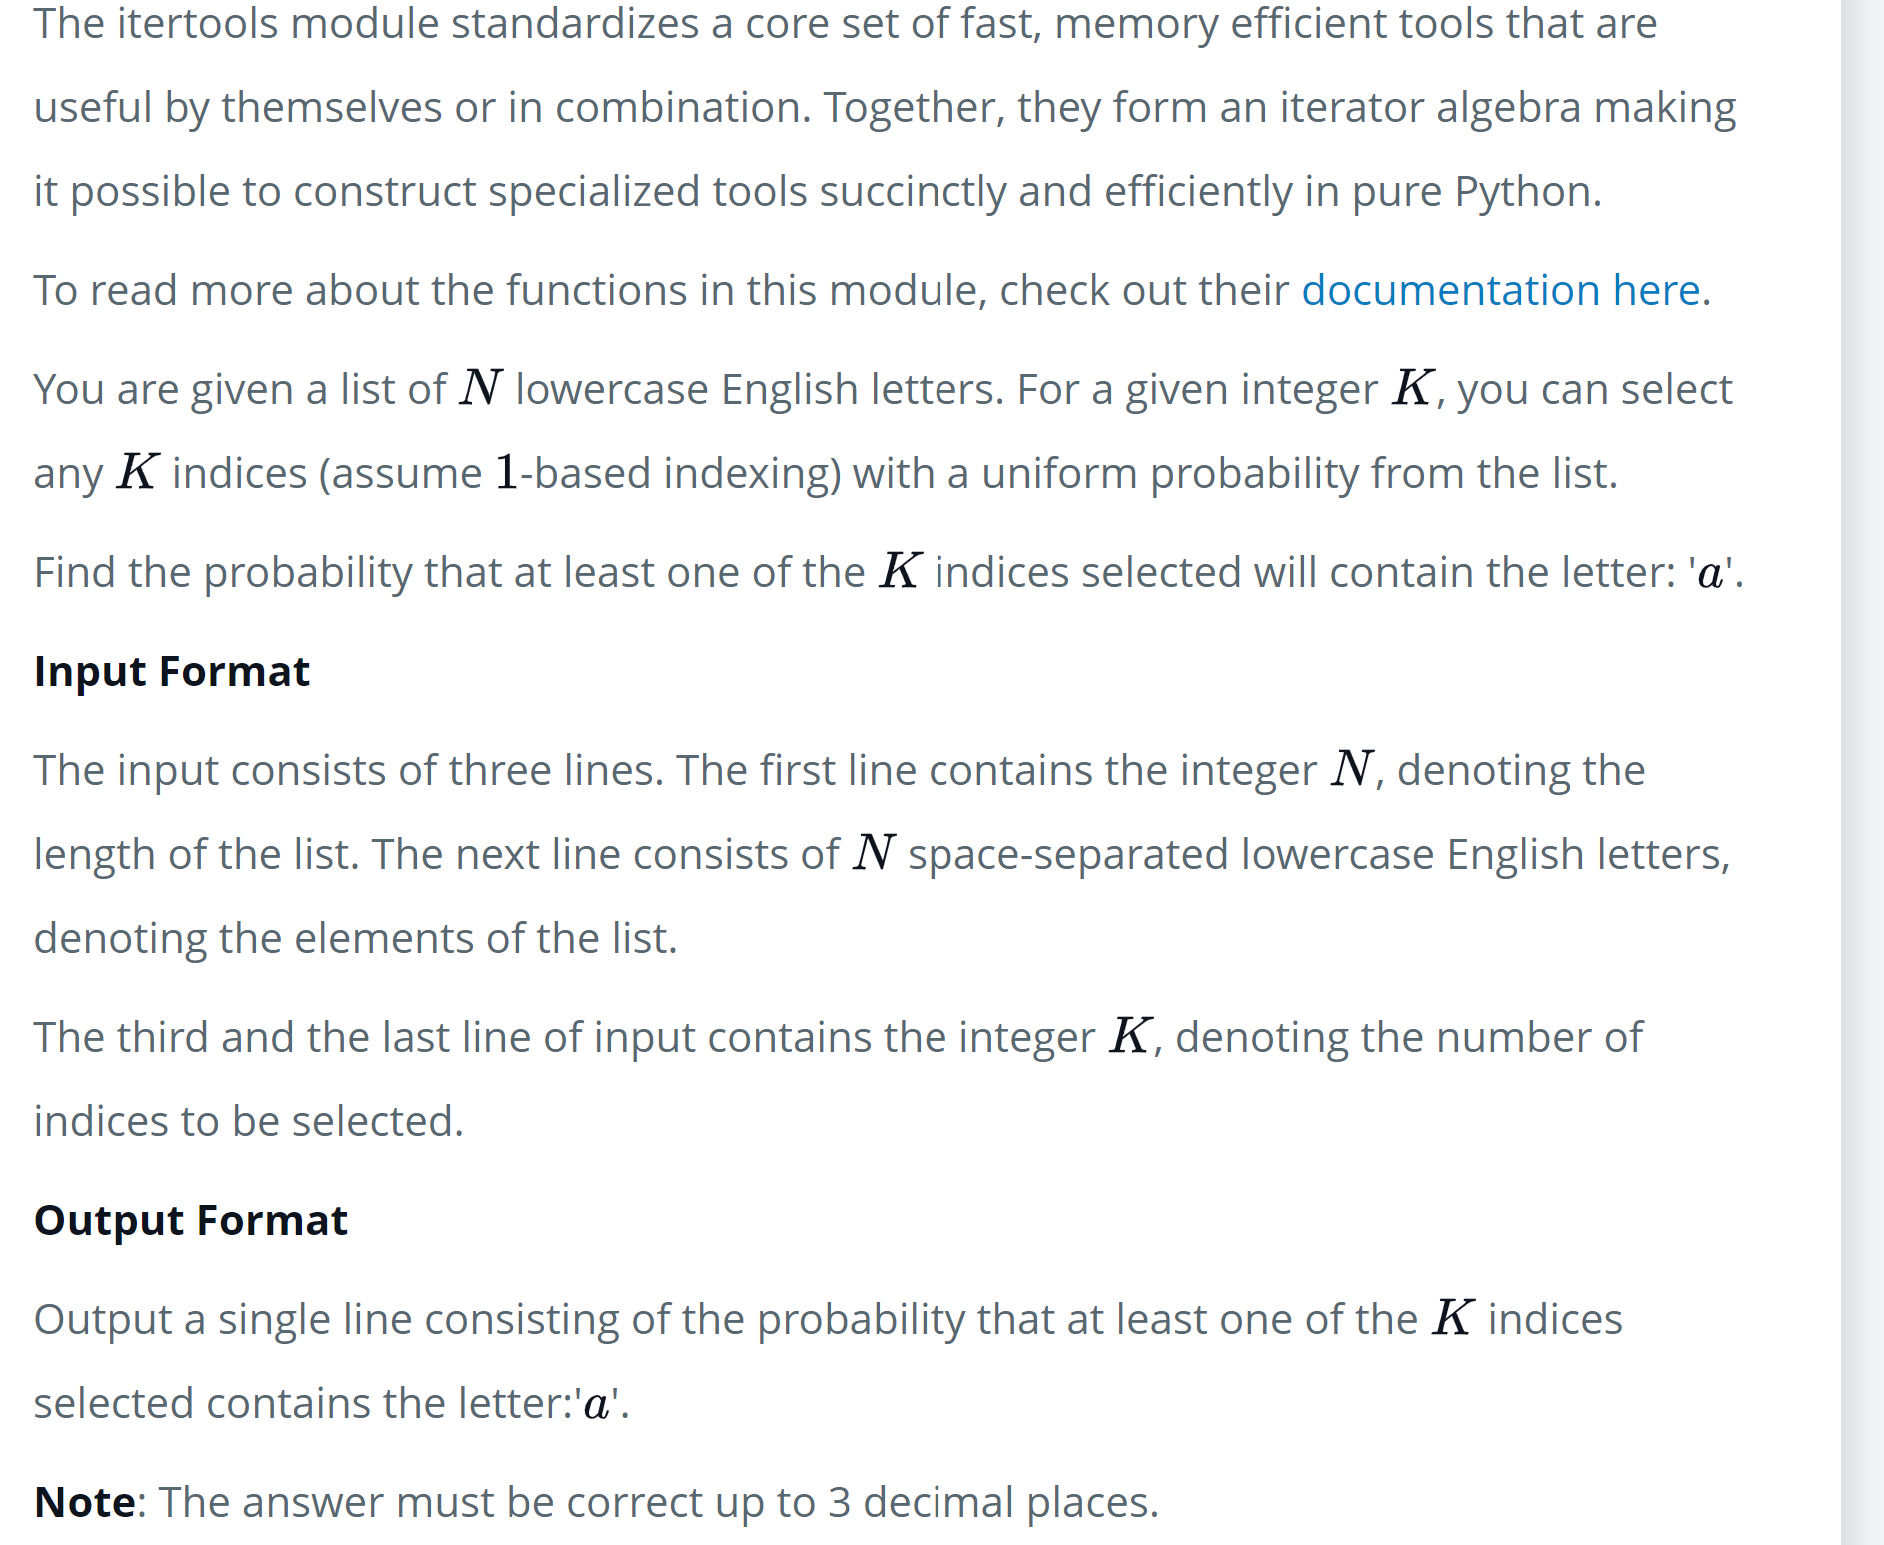 The itertools module standardizes a core set of fast, memory efficient tools that are
useful by themselves or in combination. Together, they form an iterator algebra making
it possible to construct specialized tools succinctly and efficiently in pure Python.
To read more about the functions in this module, check out their documentation here.
You are given a list of N lowercase English letters. For a given integer K, you can select
any K indices (assume 1-based indexing) with a uniform probability from the list.
Find the probability that at least one of the K indices selected will contain the letter: 'a'.
Input Format
The input consists of three lines. The first line contains the integer N, denoting the
length of the list. The next line consists of N space-separated lowercase English letters,
denoting the elements of the list.
The third and the last line of input contains the integer K, denoting the number of
indices to be selected.
Output Format
Output a single line consisting of the probability that at least one of the K indices
selected contains the letter:'a'.
Note: The answer must be correct up to 3 decimal places.